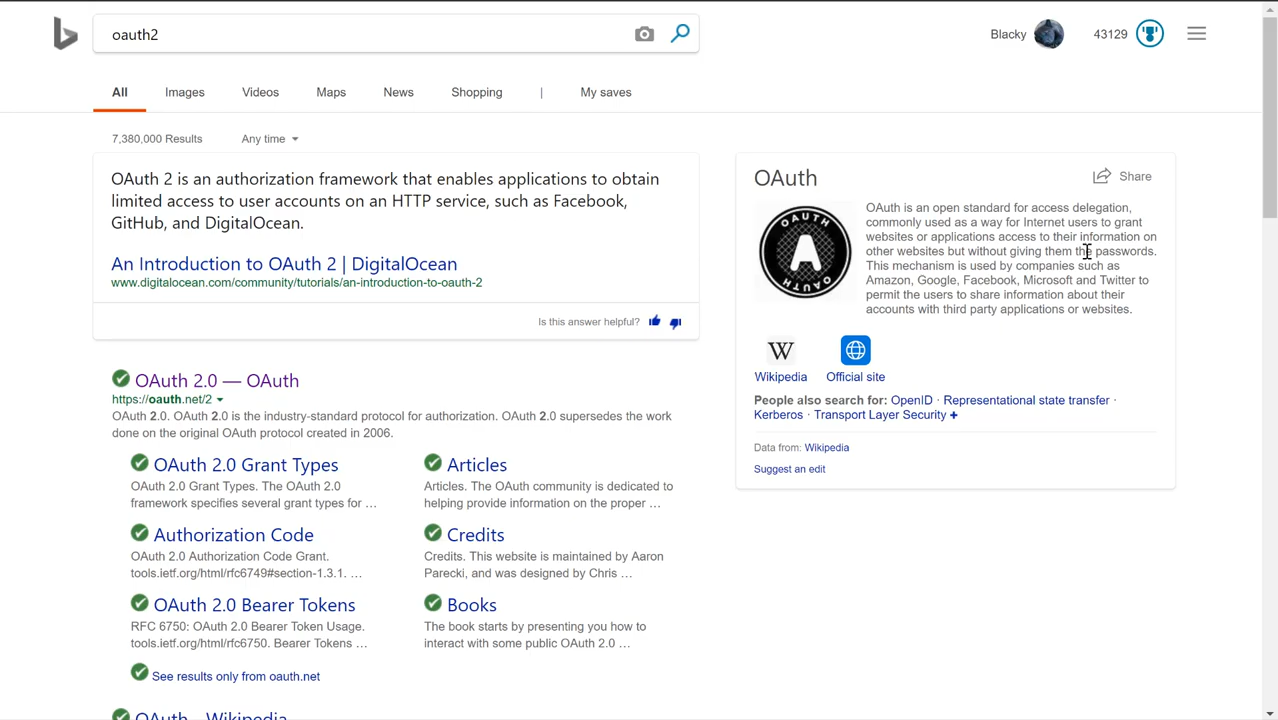 oauth2
Blacky
43129
All
Images
Videos
Maps
News
Shopping
|
My saves
7,380,000 Results
Any time
OAuth 2 is an authorization framework that enables applications to obtain
limited access to user accounts on an HTTP service, such as Facebook,
GitHub, and DigitalOcean.
An Introduction to OAuth 2 | DigitalOcean
www.digitalocean.com/community/tutorials/an-introduction-to-oauth-2
Is this answer helpful?
OAuth 2.0 — OAuth
https://oauth.net/2
OAuth 2.0. OAuth 2.0 is the industry-standard protocol for authorization. OAuth 2.0 supersedes the work
done on the original OAuth protocol created in 2006.
OAuth 2.0 Grant Types
OAuth 2.0 Grant Types. The OAuth 2.0
framework specifies several grant types for ...
Articles
Articles. The OAuth community is dedicated to
helping provide information on the proper ...
Authorization Code
OAuth 2.0 Authorization Code Grant.
tools.ietf.org/html/rfc6749#section-1.3.1. ...
Credits
Credits. This website is maintained by Aaron
Parecki, and was designed by Chris ...
OAuth 2.0 Bearer Tokens
RFC 6750: OAuth 2.0 Bearer Token Usage.
tools.ietf.org/html/rfc6750. Bearer Tokens ...
Books
The book starts by presenting you how to
interact with some public OAuth 2.0 ...
See results only from oauth.net
OAuth - Wikipedia
OAuth
Share
OAUTH
A
OAUTH
OAuth is an open standard for access delegation,
commonly used as a way for Internet users to grant
websites or applications access to their information on
other websites but without giving them the passwords.
This mechanism is used by companies such as
Amazon, Google, Facebook, Microsoft and Twitter to
permit the users to share information about their
accounts with third party applications or websites.
W
Wikipedia
Official site
People also search for: OpenID · Representational state transfer ·
Kerberos · Transport Layer Security +
Data from: Wikipedia
Suggest an edit